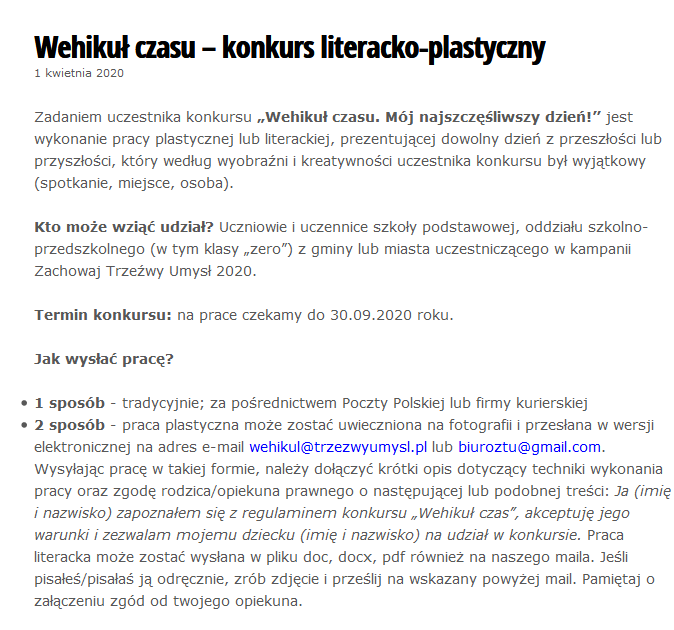 Wehikuł czasu – konkurs literacko-plastyczny
1 kwietnia 2020
Zadaniem uczestnika konkursu „Wehikuł czasu. Mój najszczęśliwszy dzień!” jest
wykonanie pracy plastycznej lub literackiej, prezentującej dowolny dzień z przeszłości lub
przyszłości, który według wyobraźni i kreatywności uczestnika konkursu był wyjątkowy
(spotkanie, miejsce, osoba).
Kto może wziąć udział? Uczniowie i uczennice szkoły podstawowej, oddziału szkolno-
przedszkolnego (w tym klasy „zero”) z gminy lub miasta uczestniczącego w kampanii
Zachowaj Trzeźwy Umysł 2020.
Termin konkursu: na prace czekamy do 30.09.2020 roku.
Jak wysłać pracę?
• 1 sposób - tradycyjnie; za pośrednictwem Poczty Polskiej lub firmy kurierskiej
• 2 sposób - praca plastyczna może zostać uwieczniona na fotografii i przesłana w wersji
elektronicznej na adres e-mail wehikul@trzezwyumysl.pl lub biuroztu@gmail.com.
Wysyłając pracę w takiej formie, należy dołączyć krótki opis dotyczący techniki wykonania
pracy oraz zgodę rodzica/opiekuna prawnego o następującej lub podobnej treści: Ja (imię
i nazwisko) zapoznałem się z regulaminem konkursu „Wehikuł czas”, akceptuję jego
warunki i zezwalam mojemu dziecku (imię i nazwisko) na udział w konkursie. Praca
literacka może zostać wysłana w pliku doc, docx, pdf również na naszego maila. Jeśli
pisałeś/pisałaś ją odręcznie, zrób zdjęcie i prześlij na wskazany powyżej mail. Pamiętaj o
załączeniu zgód od twojego opiekuna.